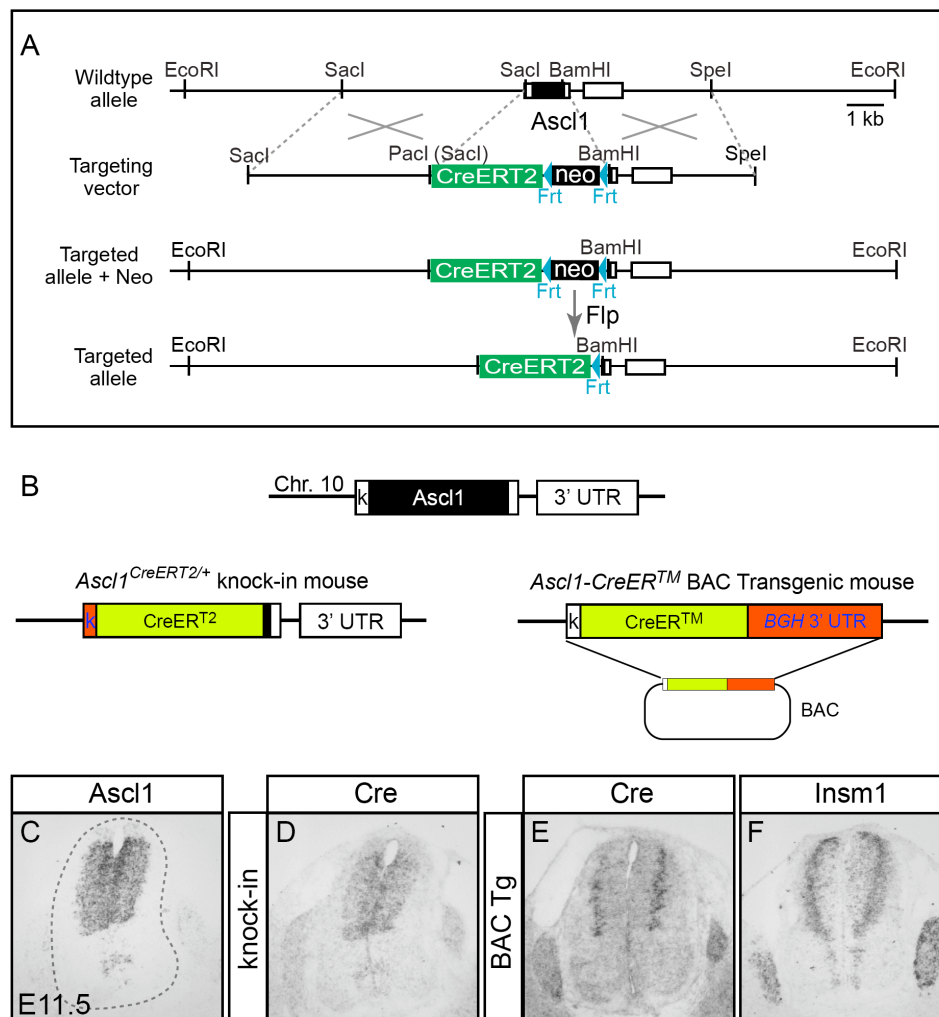 A
Wildtype allele
EcoRI SacI SacI BamHI SpeI EcoRI
Ascl1
1 kb
Targeting vector
SacI PacI (SacI) BamHI SpeI
CreERT2 neo
Frt Frt
Targeted allele + Neo
EcoRI BamHI EcoRI
CreERT2 neo
Frt Frt
Flp
Targeted allele
EcoRI BamHI EcoRI
CreERT2
Frt
B
Chr. 10 k Ascl1 3’ UTR
Ascl1CreERT2/+ knock-in mouse
k CreERT2 3’ UTR
Ascl1-CreERTM BAC Transgenic mouse
k CreERTM BGH 3’ UTR
BAC
Ascl1
C
E11.5
knock-in
Cre
D
BAC Tg
Cre
E
Insm1
F